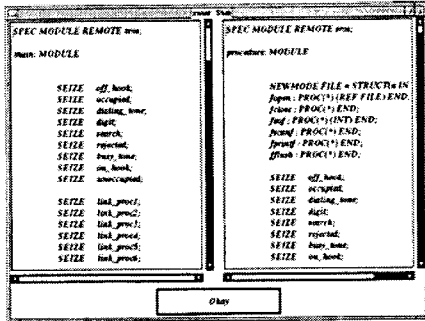 SPEC MODULE REMOTE
main: MODULE
SEIZE off_hook;
SEIZE occupied;
SEIZE dialing_tone;
SEIZE digit;
SEIZE search;
SEIZE rejected;
SEIZE busy_tone;
SEIZE on_hook;
SEIZE unoccupied;
SEIZE link_proc1;
SEIZE link_proc2;
SEIZE link_proc3;
SEIZE link_proc4;
SEIZE link_proc5;
SEIZE link_proc6;
SPEC MODULE REMOTE
procedure: MODULE
NEWMODE FILE = STRUCT(n IN
fopen : PROC(*) (REF FILE) END;
fclose : PROC(*) END;
PROC(*) (INT) END;
fscanf : PROC(*) END;
fprintf : PROC(*) END;
fflush : PROC(*) END;
SEIZE off_hook;
SEIZE occupied;
SEIZE dialing_tone;
SEIZE digit;
SEIZE search;
SEIZE rejected;
SEIZE busy_tone;
SEIZE on_hook;
Okay